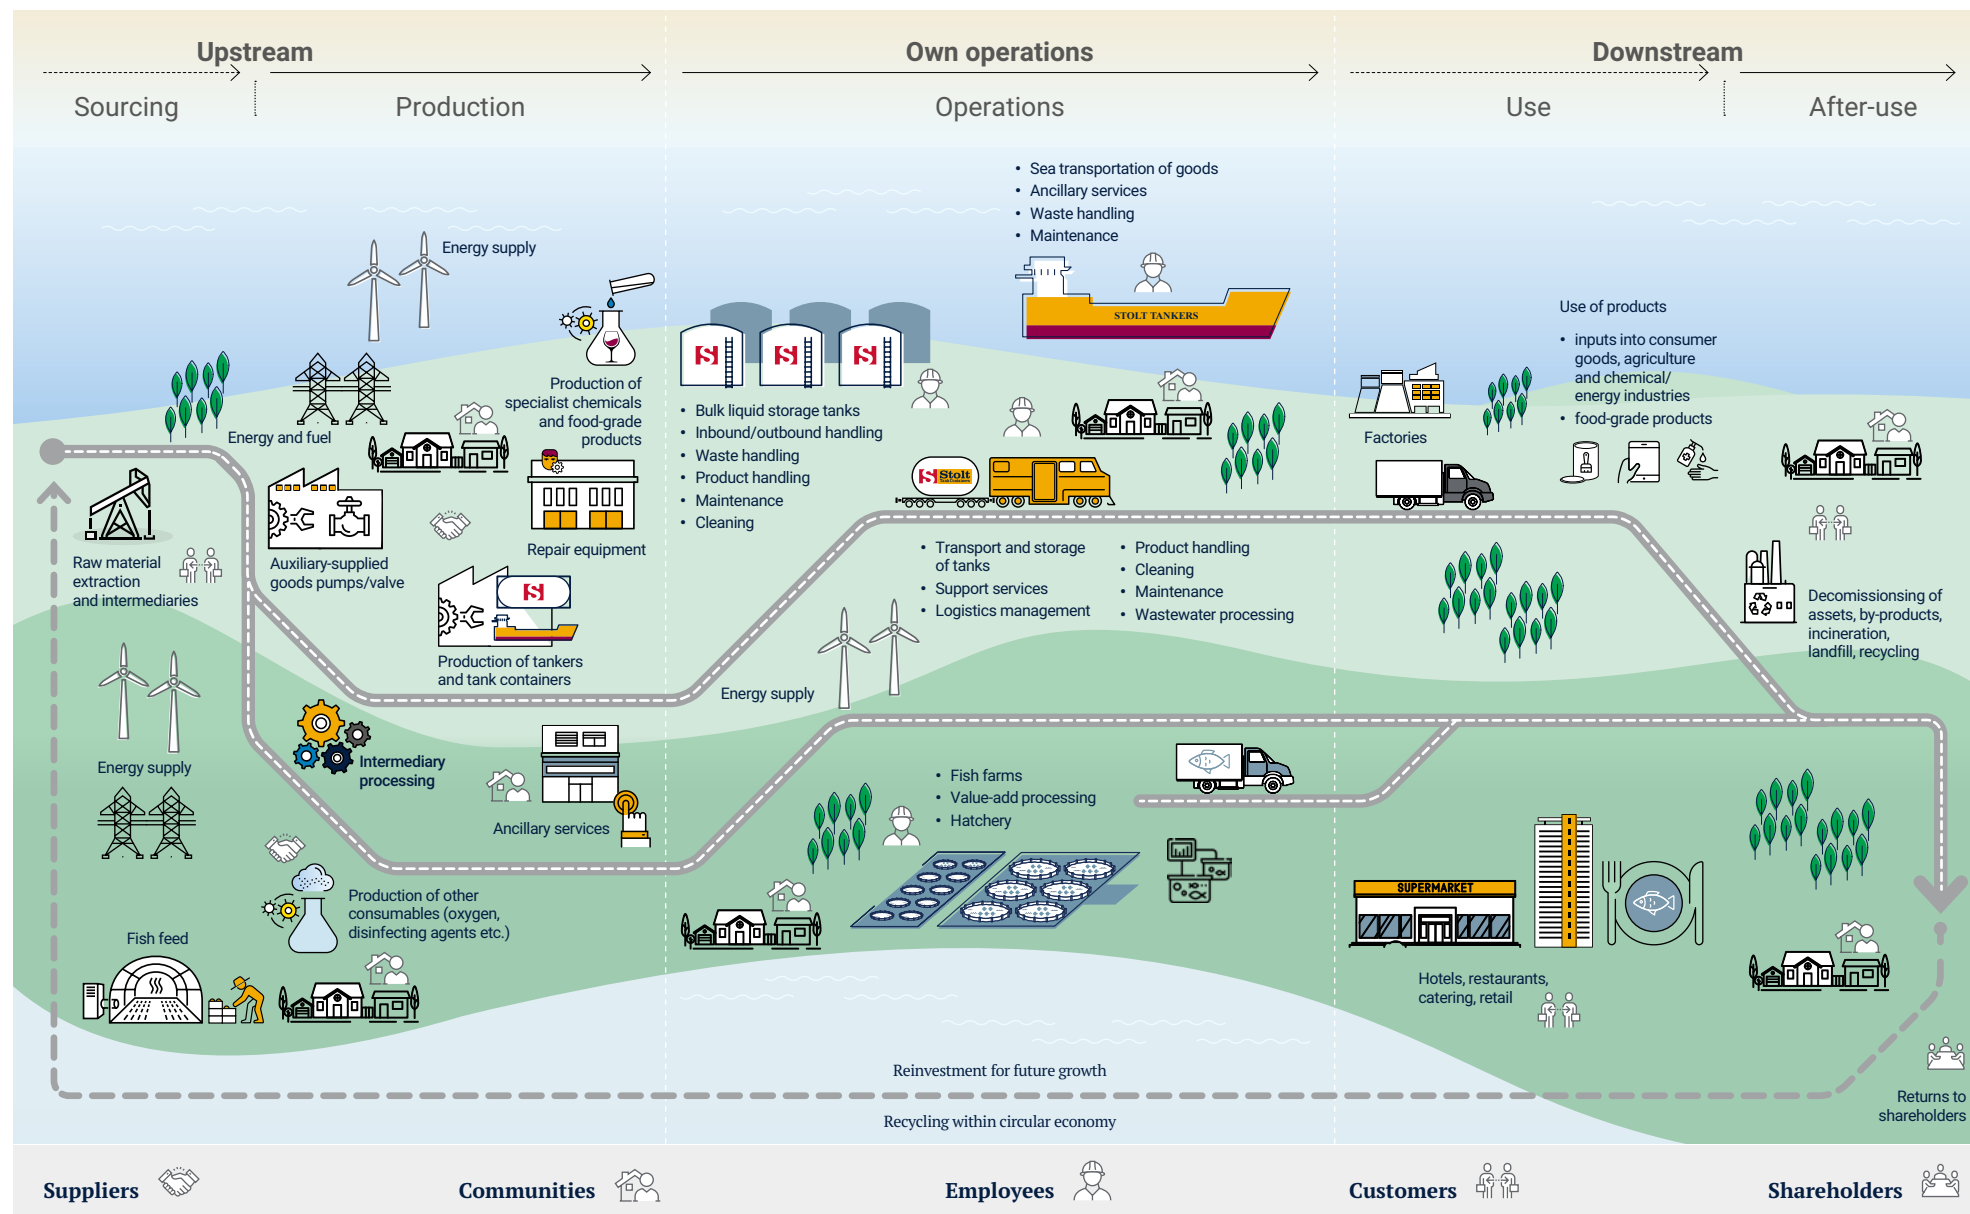 Upstream
Own operations
Downstream
Sourcing
Production
Operations
Use
After-use
• Sea transportation of goods
• Ancillary services
• Waste handling
• Maintenance
STOLT TANKERS
Energy supply
Production of
specialist chemicals
and food-grade
products
Energy and fuel
S
S
S
• Bulk liquid storage tanks
• Inbound/outbound handling
• Waste handling
• Product handling
• Maintenance
• Cleaning
Use of products
• inputs into consumer
goods, agriculture
and chemical/
energy industries
• food-grade products
Factories
S Stolt
Tank Containers
Raw material
extraction
and intermediaries
Auxiliary-supplied
goods pumps/valve
Repair equipment
S
Production of tankers
and tank containers
• Transport and storage
of tanks
• Support services
• Logistics management
• Product handling
• Cleaning
• Maintenance
• Wastewater processing
Decomissionsing of
assets, by-products,
incineration,
landfill, recycling
Energy supply
Energy supply
Intermediary
processing
Ancillary services
• Fish farms
• Value-add processing
• Hatchery
Production of other
consumables (oxygen,
disinfecting agents etc.)
Fish feed
SUPERMARKET
Hotels, restaurants,
catering, retail
Reinvestment for future growth
Recycling within circular economy
Returns to
shareholders
Suppliers
Communities
Employees
Customers
Shareholders